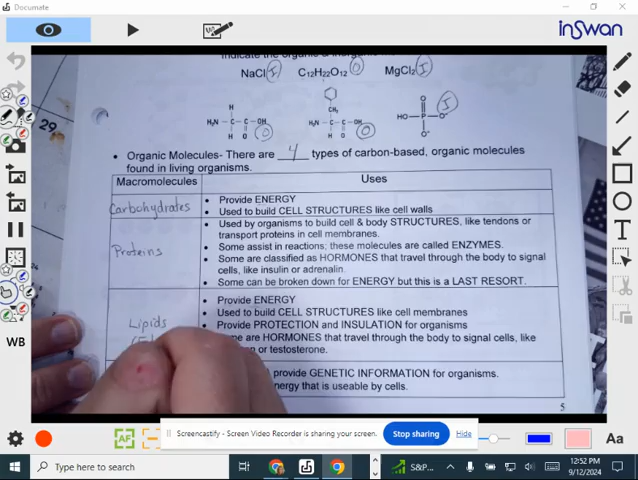 Documate
inSwan
Indicate the organic &
NaCl I C12H22O12 O MgCl2 I
H
CH2 O
H2N C C OH H2N C C OH HO P O I
H O O H O O O-
29
• Organic Molecules- There are 4 types of carbon-based, organic molecules
found in living organisms.
Macromolecules Uses
Carbohydrates
• Provide ENERGY
• Used to build CELL STRUCTURES like cell walls
Proteins
• Used by organisms to build cell & body STRUCTURES, like tendons or
transport proteins in cell membranes.
• Some assist in reactions; these molecules are called ENZYMES.
• Some are classified as HORMONES that travel through the body to signal
cells, like insulin or adrenalin.
• Some can be broken down for ENERGY but this is a LAST RESORT.
Lipids
• Provide ENERGY
• Used to build CELL STRUCTURES like cell membranes
• Provide PROTECTION and INSULATION for organisms
are HORMONES that travel through the body to signal cells, like
or testosterone.
provide GENETIC INFORMATION for organisms.
energy that is useable by cells.
5
WB
Screencastify - Screen Video Recorder is sharing your screen.
Stop sharing
Hide
AF
Aa
Type here to search
S&P...
12:52 PM
9/12/2024